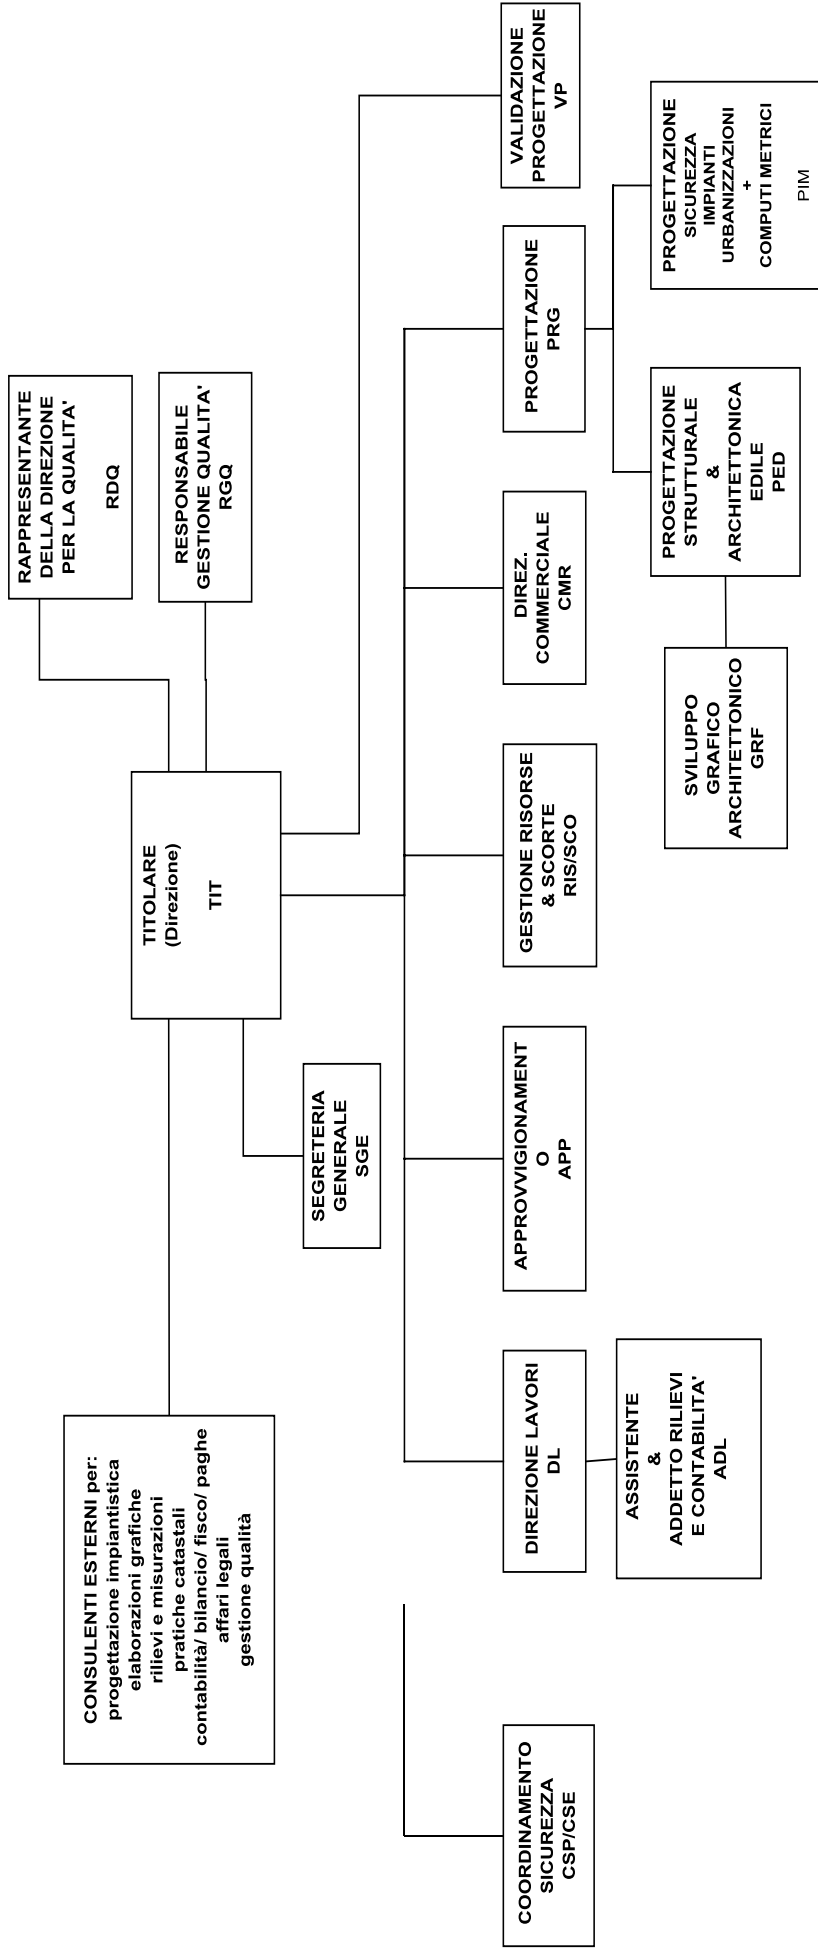 RAPPRESENTANTE
DELLA DIREZIONE
PER LA QUALITA'
RDQ
CONSULENTI ESTERNI per:
progettazione impiantistica
elaborazioni grafiche
rilievi e misurazioni
pratiche catastali
contabilità/ bilancio/ fisco/ paghe
affari legali
gestione qualità
TITOLARE
(Direzione)
TIT
RESPONSABILE
GESTIONE QUALITA'
RGQ
SEGRETERIA
GENERALE
SGE
COORDINAMENTO
SICUREZZA
CSP/CSE
DIREZIONE LAVORI
DL
APPROVVIGIONAMENT
O
APP
GESTIONE RISORSE
& SCORTE
RIS/SCO
DIREZ.
COMMERCIALE
CMR
PROGETTAZIONE
PRG
VALIDAZIONE
PROGETTAZIONE
VP
ASSISTENTE
&
ADDETTO RILIEVI
E CONTABILITA'
ADL
SVILUPPO
GRAFICO
ARCHITETTONICO
GRF
PROGETTAZIONE
STRUTTURALE
&
ARCHITETTONICA
EDILE
PED
PROGETTAZIONE
SICUREZZA
IMPIANTI
URBANIZZAZIONI
+
COMPUTI METRICI
PIM